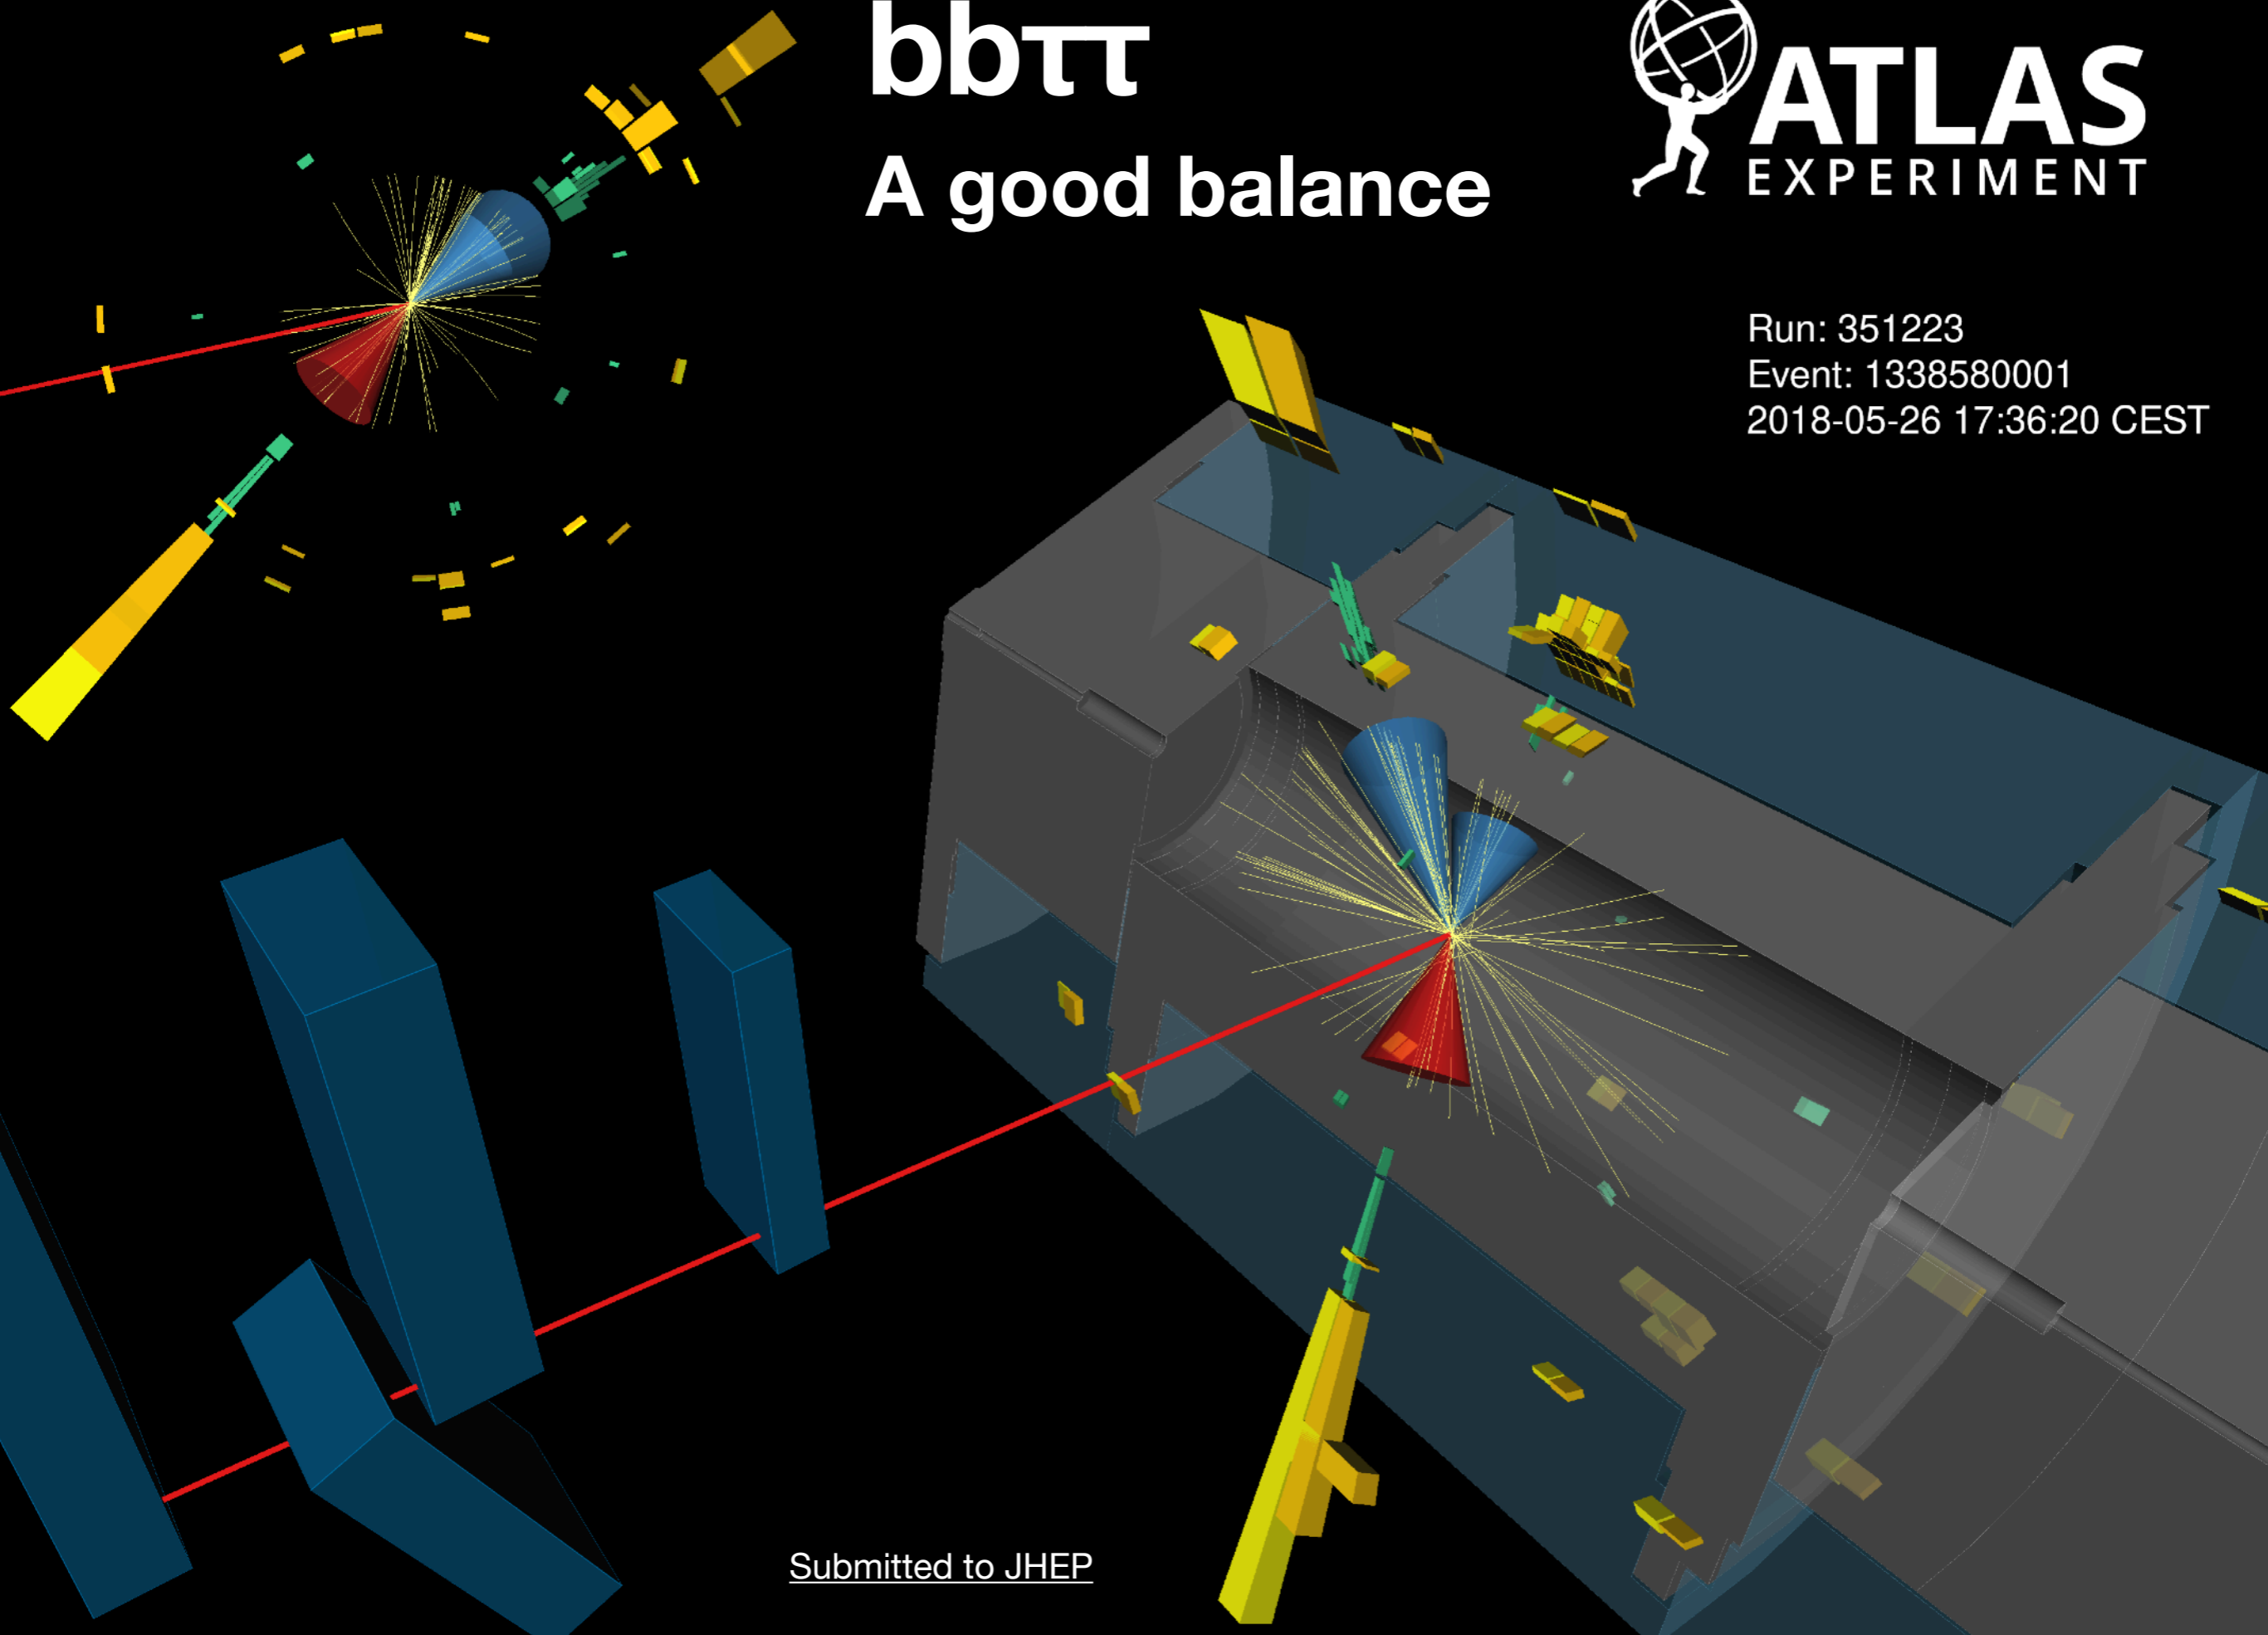 bbττ
A good balance
ATLAS
EXPERIMENT
Run: 351223
Event: 1338580001
2018-05-26 17:36:20 CEST
Submitted to JHEP